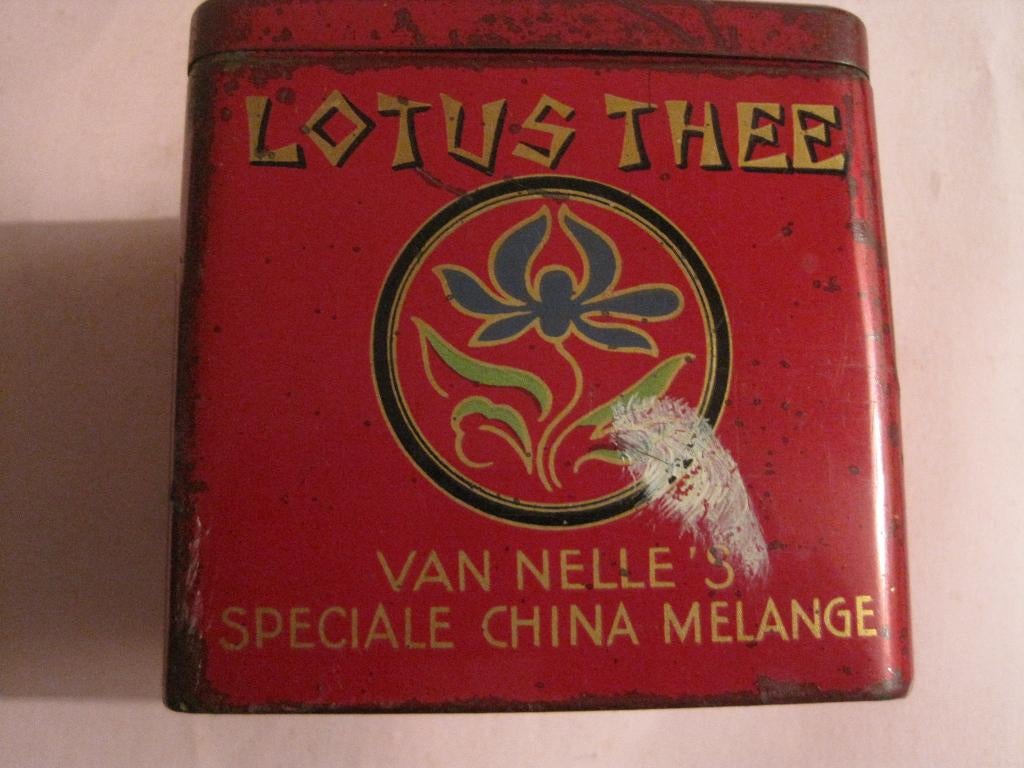 LOTUS THEE
VAN NELLE'S
SPECIALE CHINA MELANGE